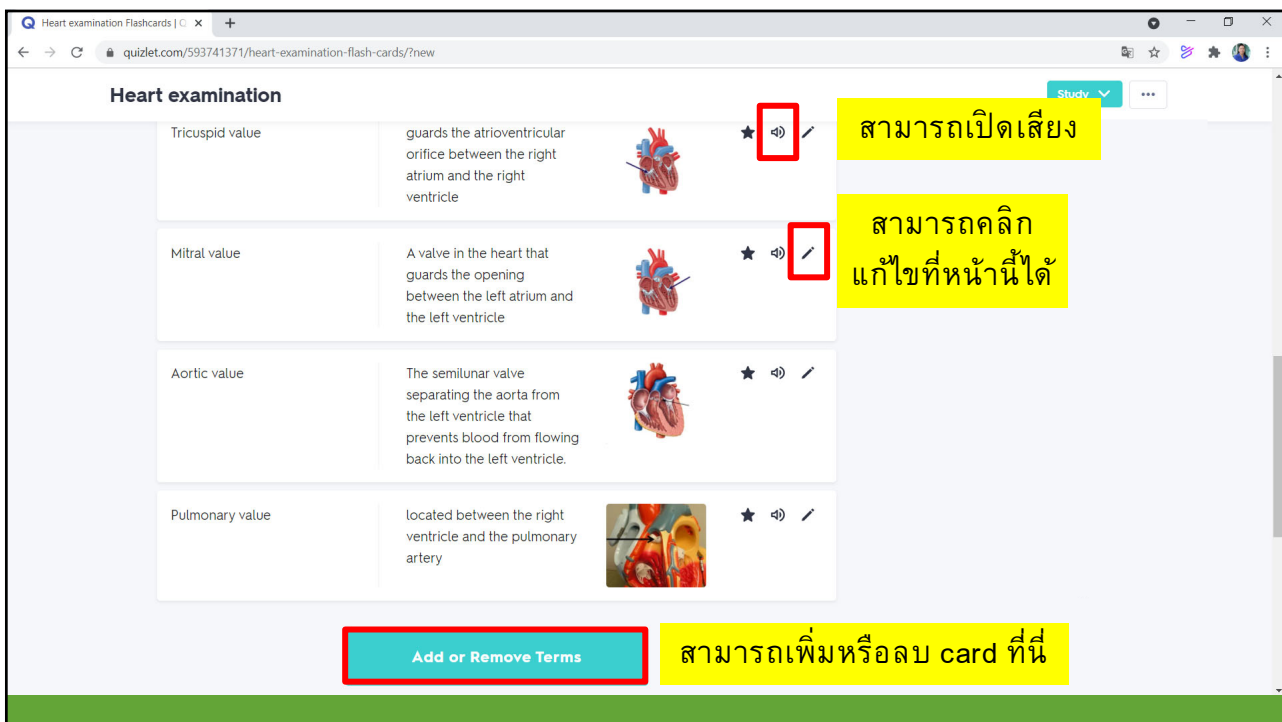 Heart examination Flashcards | Q
quizlet.com/593741371/heart-examination-flash-cards/?new
Heart examination
Study
Tricuspid value
guards the atrioventricular
orifice between the right
atrium and the right
ventricle
สามารถเปิดเสียง
Mitral value
A valve in the heart that
guards the opening
between the left atrium and
the left ventricle
สามารถคลิก
แก้ไขที่หน้านี้ได้
Aortic value
The semilunar valve
separating the aorta from
the left ventricle that
prevents blood from flowing
back into the left ventricle.
Pulmonary value
located between the right
ventricle and the pulmonary
artery
Add or Remove Terms
สามารถเพิ่มหรือลบ card ที่นี่